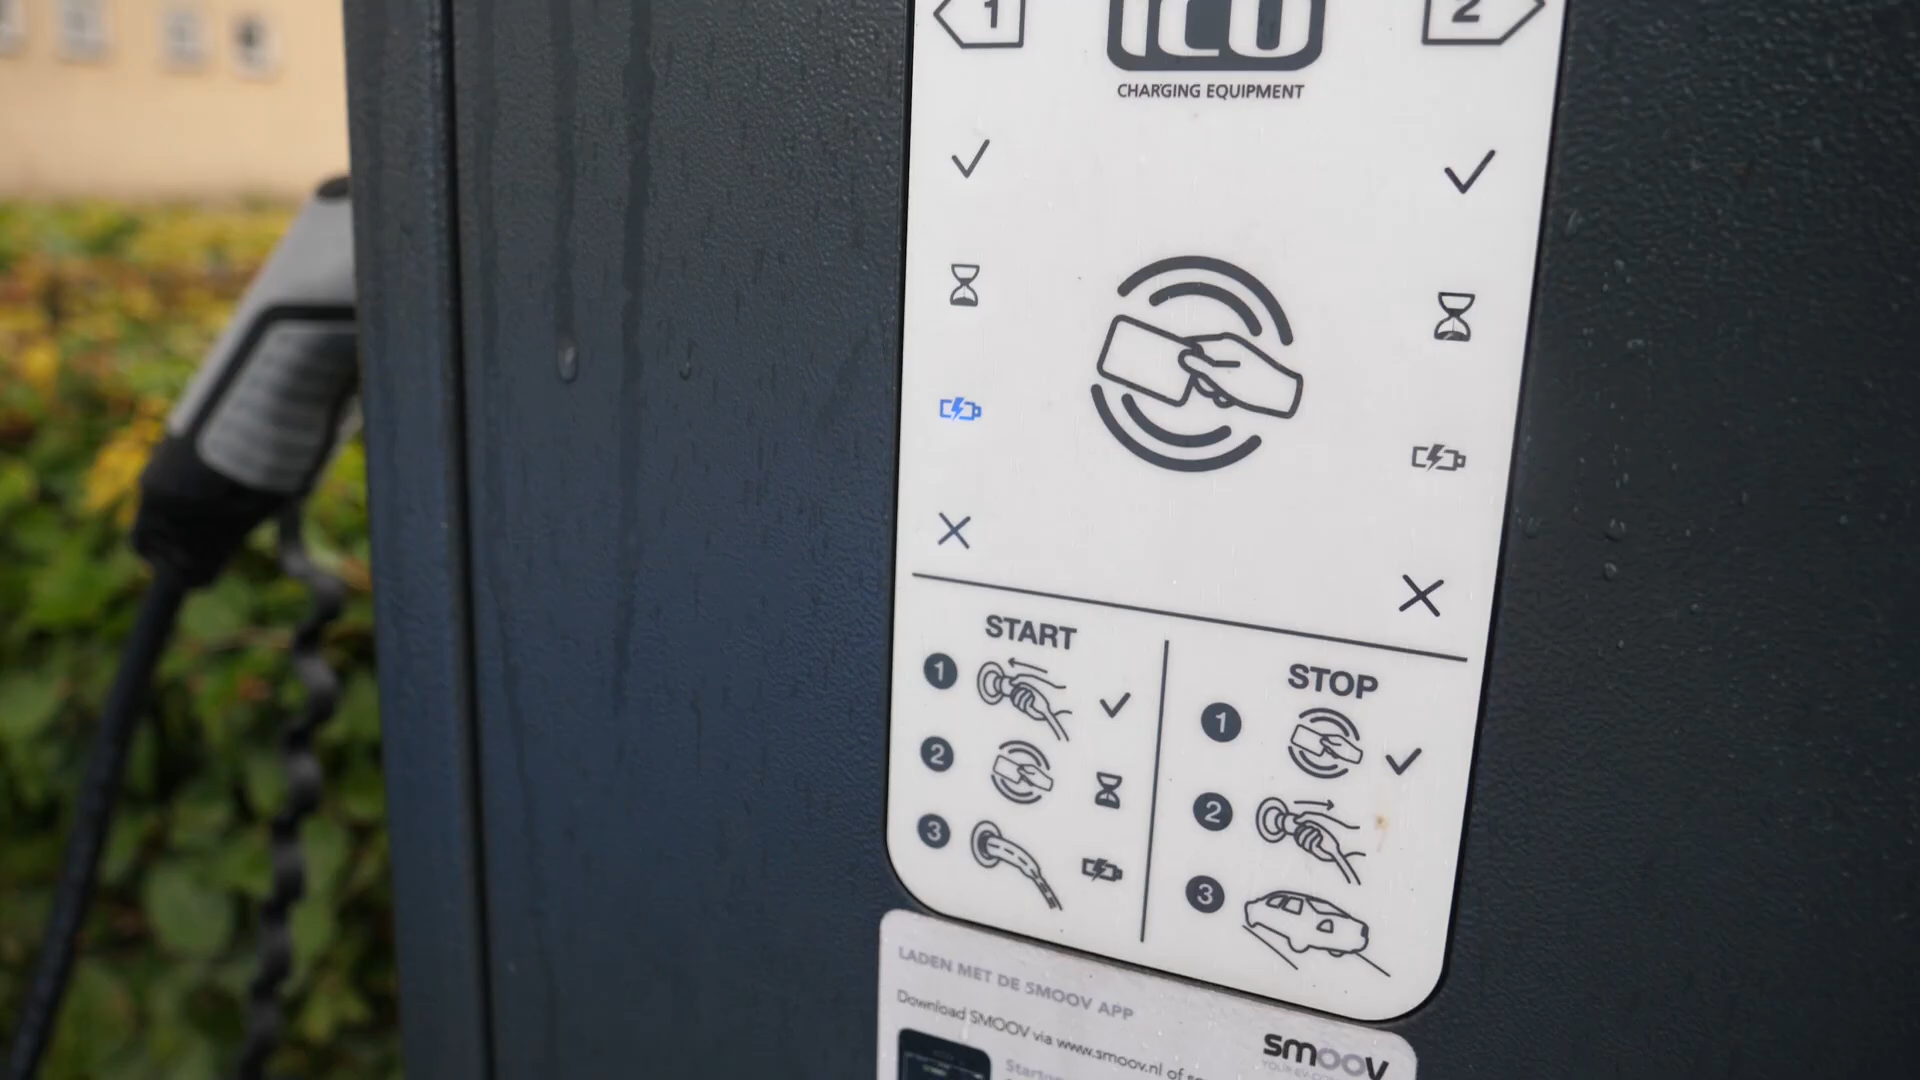 1
ICU
2
CHARGING EQUIPMENT
START
1
2
3
STOP
1
2
3
LADEN MET DE SMOOV APP
Download SMOOV via www.smoov.nl of
smoov